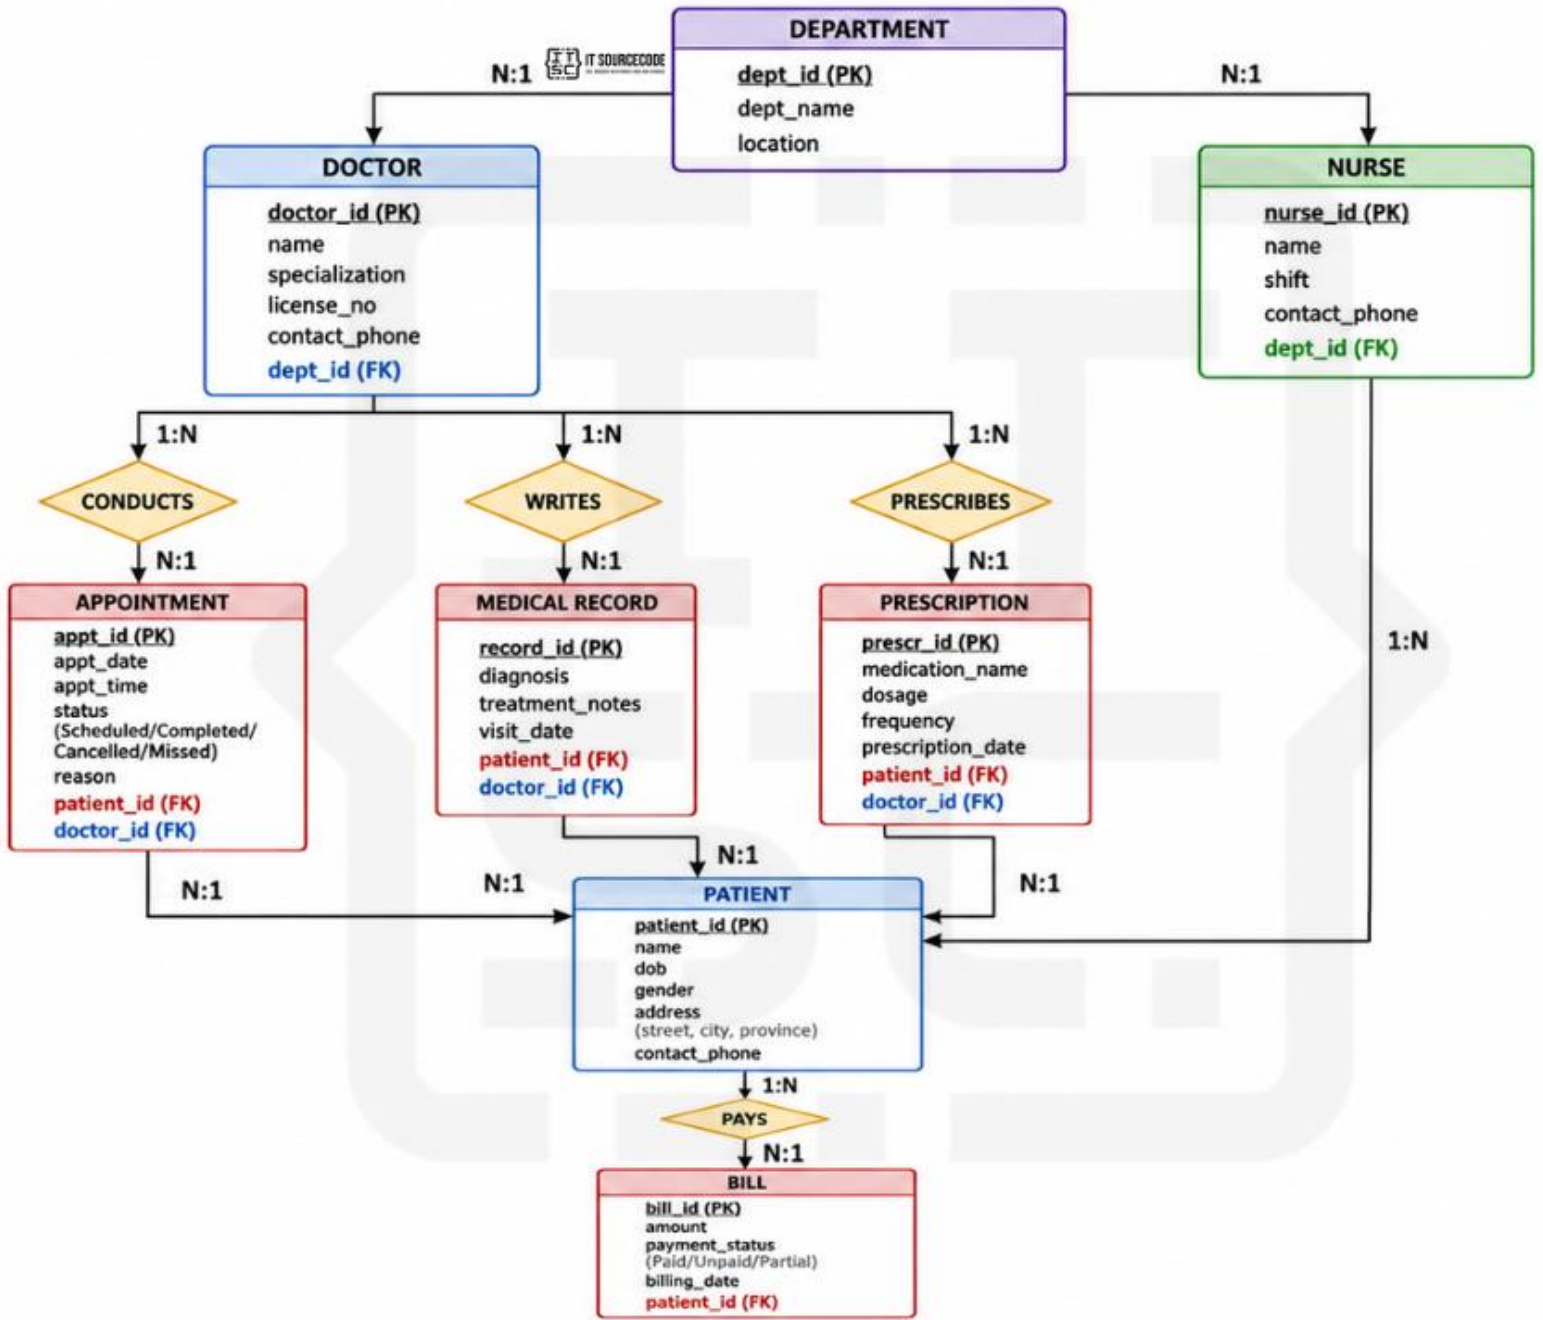 DEPARTMENT
dept_id (PK)
dept_name
location
N:1
IT SOURCECODE
N:1
DOCTOR
doctor_id (PK)
name
specialization
license_no
contact_phone
dept_id (FK)
NURSE
nurse_id (PK)
name
shift
contact_phone
dept_id (FK)
1:N
1:N
1:N
CONDUCTS
WRITES
PRESCRIBES
N:1
N:1
N:1
APPOINTMENT
appt_id (PK)
appt_date
appt_time
status
(Scheduled/Completed/
Cancelled/Missed)
reason
patient_id (FK)
doctor_id (FK)
MEDICAL RECORD
record_id (PK)
diagnosis
treatment_notes
visit_date
patient_id (FK)
doctor_id (FK)
PRESCRIPTION
prescr_id (PK)
medication_name
dosage
frequency
prescription_date
patient_id (FK)
doctor_id (FK)
1:N
N:1
N:1
N:1
N:1
PATIENT
patient_id (PK)
name
dob
gender
address
(street, city, province)
contact_phone
1:N
PAYS
N:1
BILL
bill_id (PK)
amount
payment_status
(Paid/Unpaid/Partial)
billing_date
patient_id (FK)